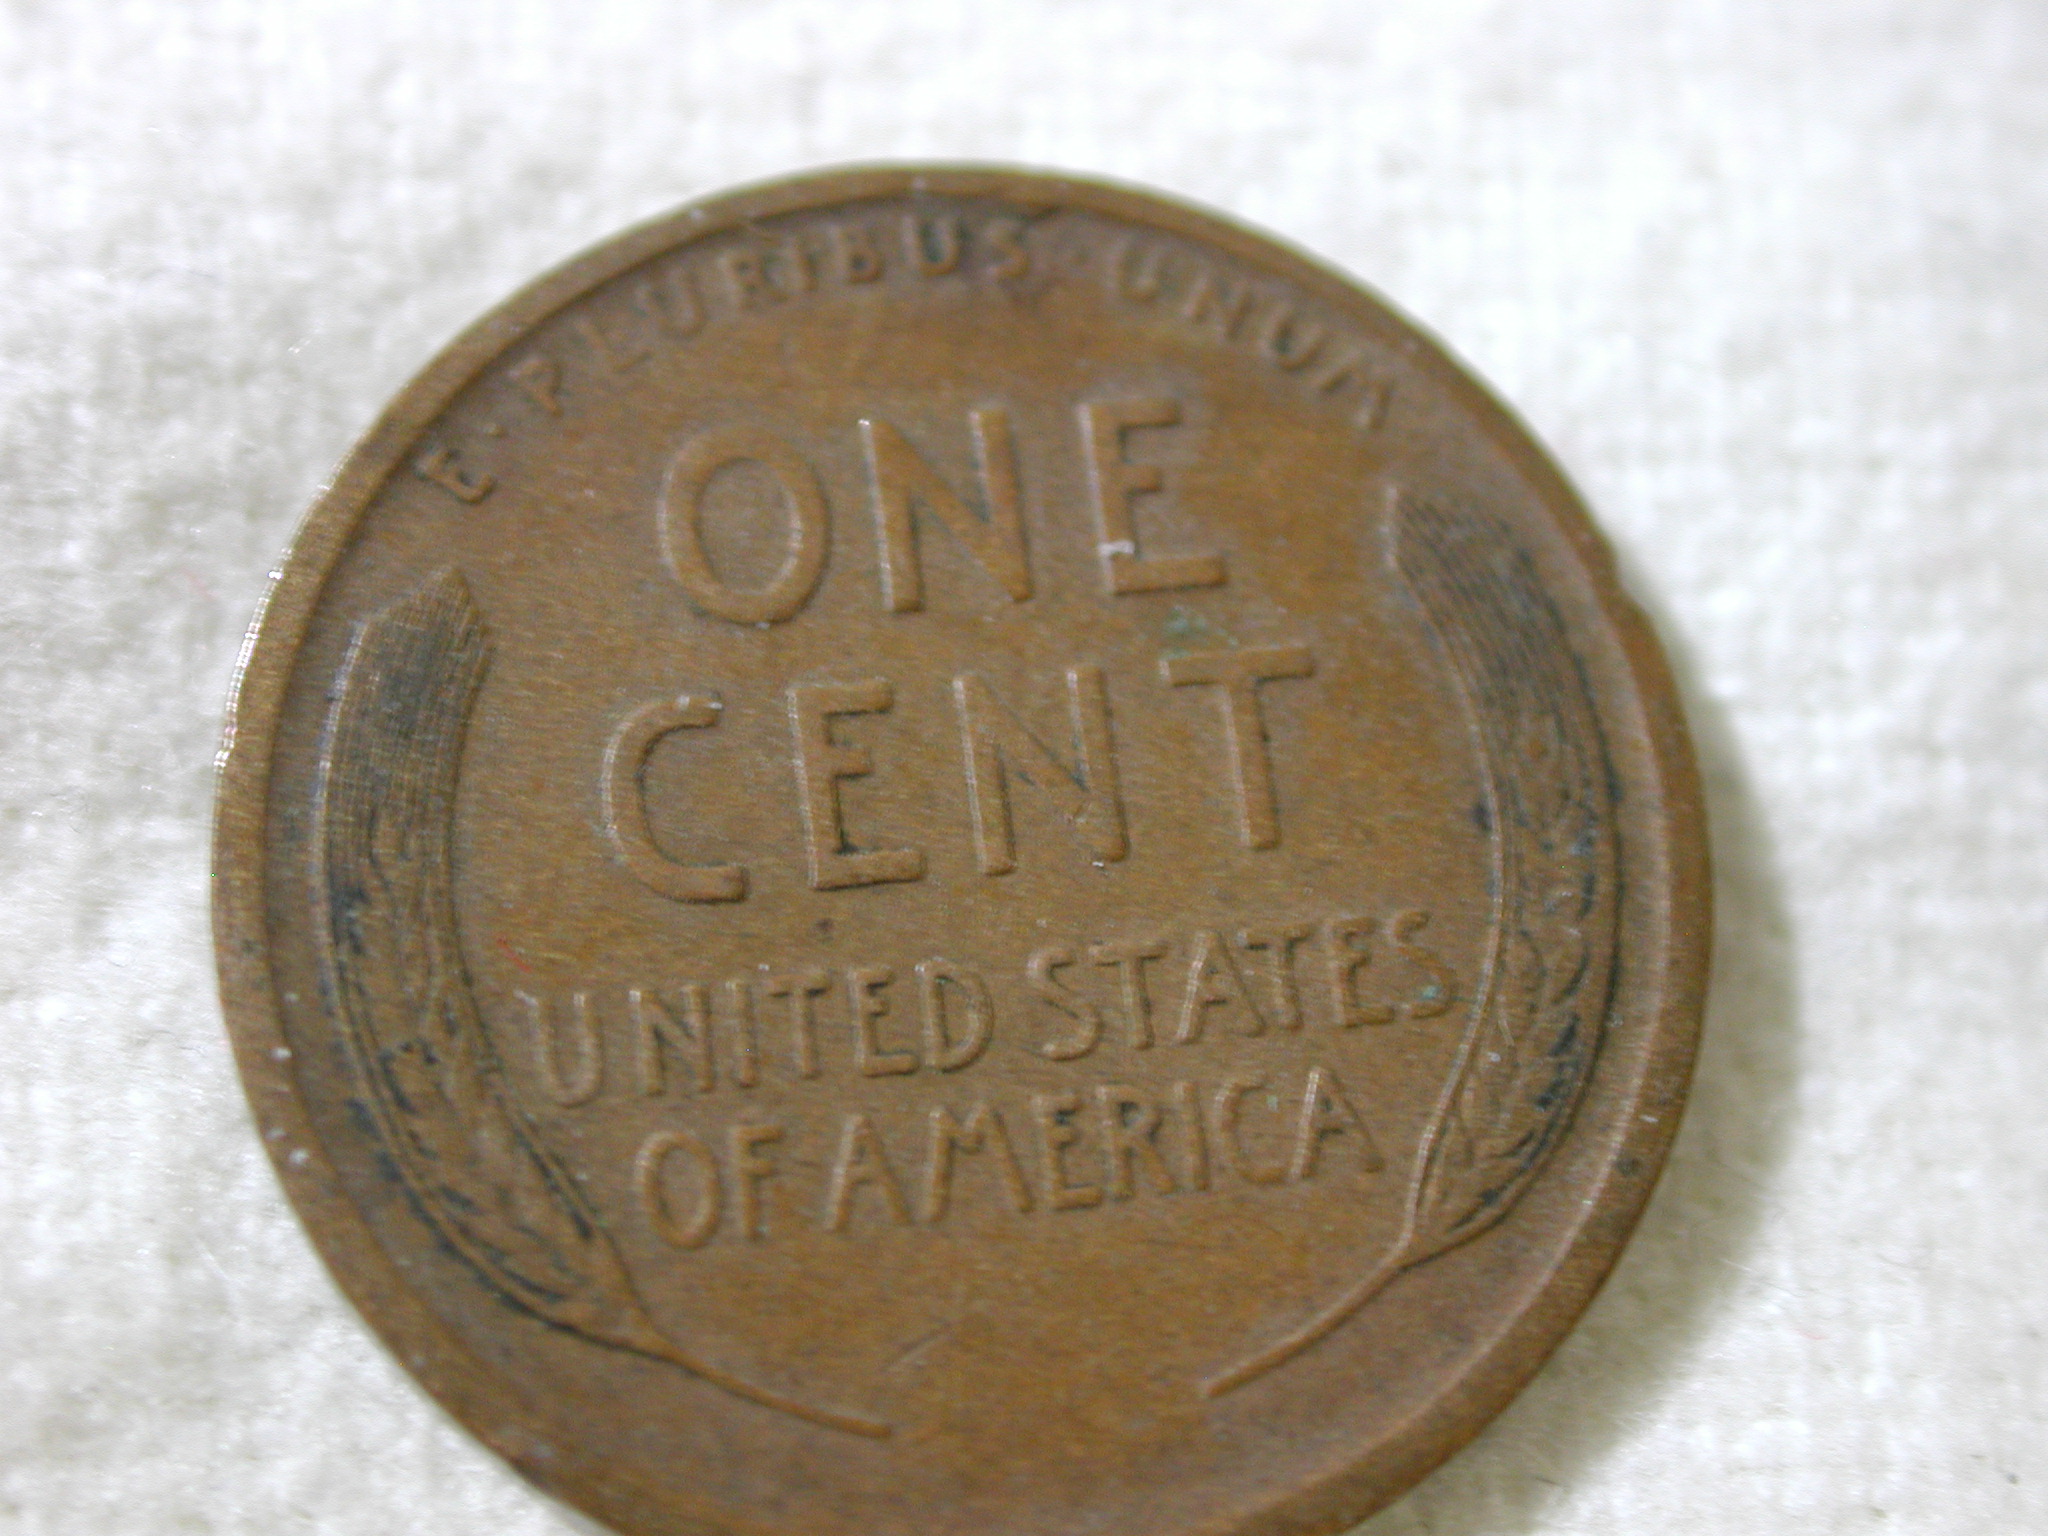 E · PLURIBUS · UNUM
ONE
CENT
UNITED STATES
OF AMERICA